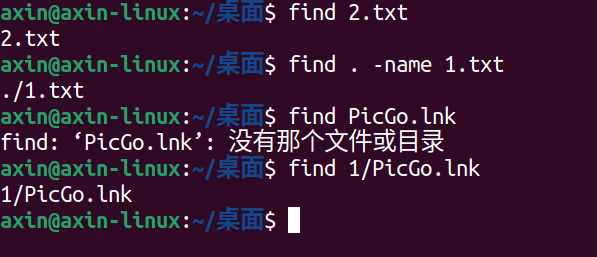 axin@axin-linux:~/桌面$ find 2.txt
2.txt
axin@axin-linux:~/桌面$ find . -name 1.txt
./1.txt
axin@axin-linux:~/桌面$ find PicGo.lnk
find: ‘PicGo.lnk’: 没有那个文件或目录
axin@axin-linux:~/桌面$ find 1/PicGo.lnk
1/PicGo.lnk
axin@axin-linux:~/桌面$